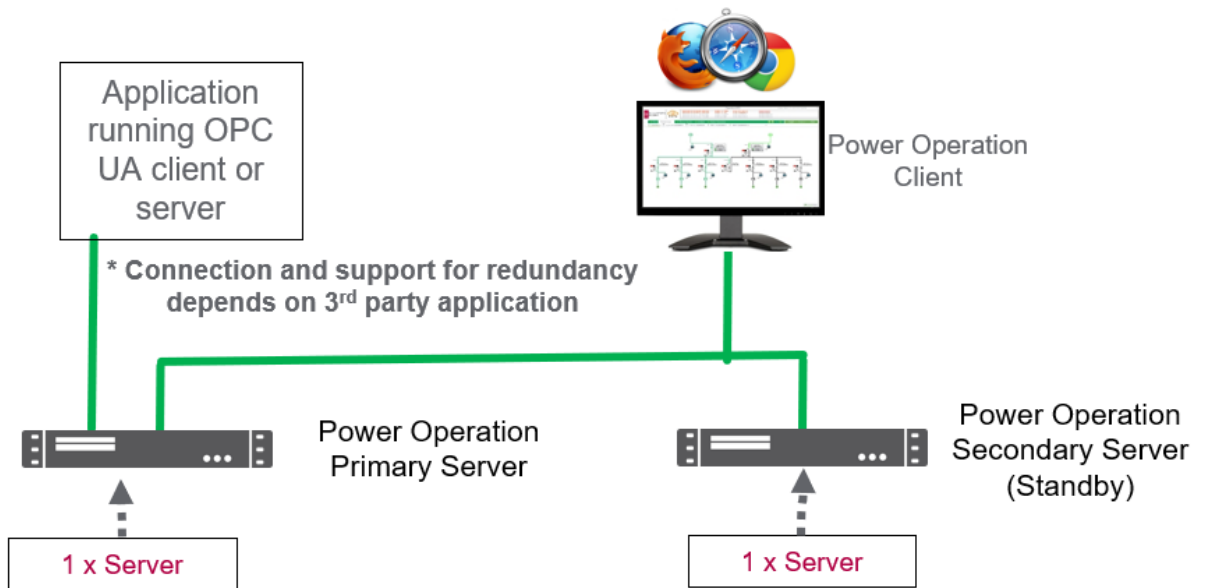 Application
running OPC
UA client or
server
Power Operation
Client
* Connection and support for redundancy
depends on 3rd party application
Power Operation
Primary Server
Power Operation
Secondary Server
(Standby)
1 x Server
1 x Server